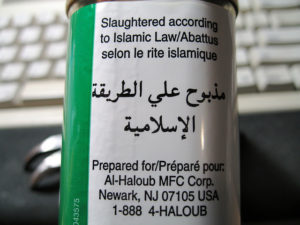 Slaughtered according
to Islamic Law/Abattus
selon le rite islamique
مذبوح علي الطريقة
الإسلامية
Prepared for/Préparé pour:
Al-Haloub MFC Corp.
Newark, NJ 07105 USA
1-888 4-HALOUB
043575